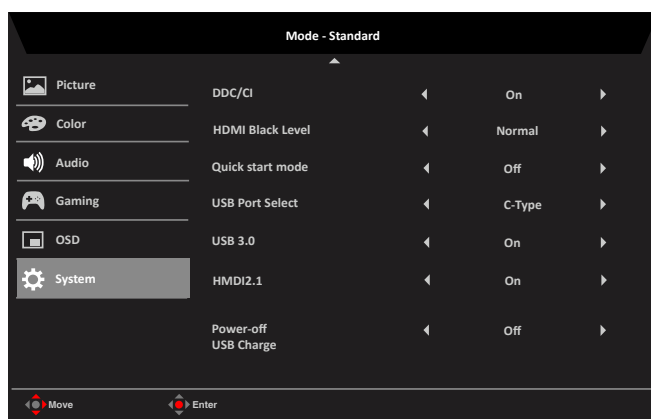 Mode - Standard
Picture
Color
Audio
Gaming
OSD
System
DDC/CI On
HDMI Black Level Normal
Quick start mode Off
USB Port Select C-Type
USB 3.0 On
HMDI2.1 On
Power-off Off
USB Charge
Move Enter